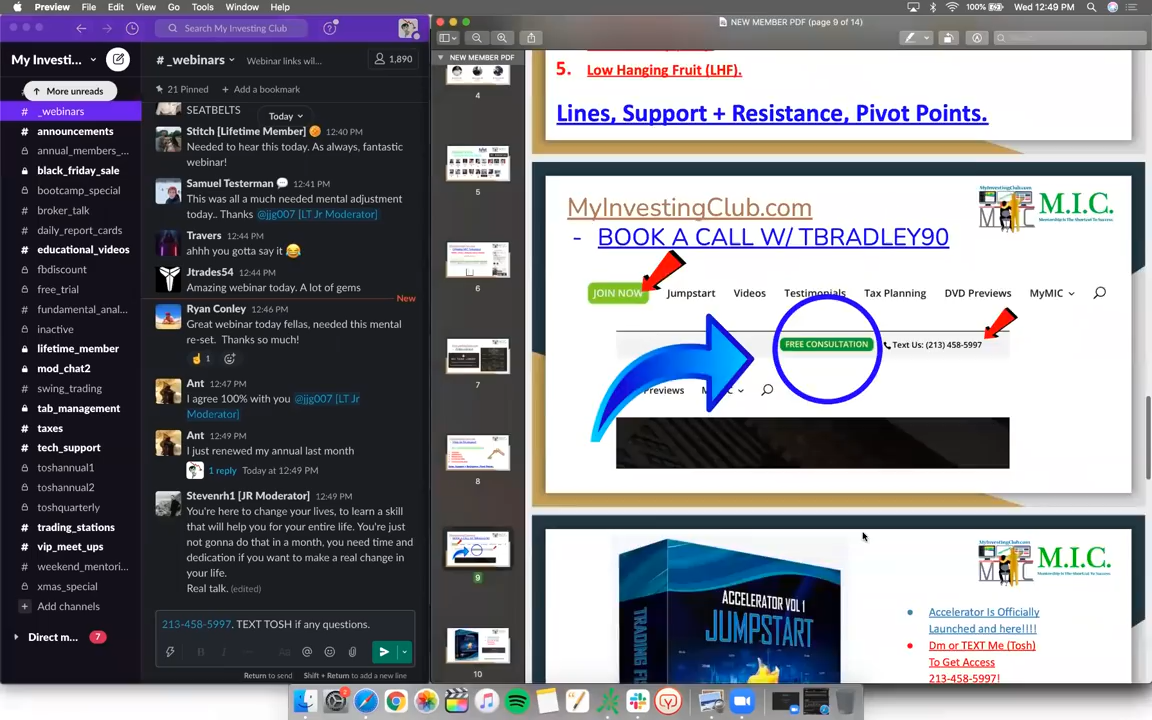 Preview File Edit View Go Tools Window Help
100% Wed 12:49 PM
Search My Investing Club
My Investi...
More unreads
# _webinars
# announcements
annual_members_...
black_friday_sale
bootcamp_special
# broker_talk
# daily_report_cards
# educational_videos
fbdiscount
# free_trial
# fundamental_anal...
inactive
lifetime_member
mod_chat2
# swing_trading
tab_management
# taxes
# tech_support
toshannual1
toshannual2
toshquarterly
# trading_stations
# vip_meet_ups
# weekend_mentori...
xmas_special
Add channels
Direct m... 7
# _webinars
Webinar links wil...
1,890
21 Pinned + Add a bookmark
SEATBELTS
Today
Stitch [Lifetime Member] 12:40 PM
Needed to hear this today. As always, fantastic
webinar!
Samuel Testerman 12:41 PM
This was all a much needed mental adjustment
today.. Thanks @jjg007 [LT Jr Moderator]
Travers 12:44 PM
ahhh you gotta say it
Jtrades54 12:44 PM
Amazing webinar today. A lot of gems
New
Ryan Conley 12:46 PM
Great webinar today fellas, needed this mental
re-set. Thanks so much!
1
Ant 12:47 PM
I agree 100% with you @jjg007 [LT Jr
Moderator]
Ant 12:49 PM
I just renewed my annual last month
1 reply Today at 12:49 PM
Stevenrh1 [JR Moderator] 12:49 PM
You're here to change your lives, to learn a skill
that will help you for your entire life. You're just
not gonna do that in a month, you need time and
dedication if you want to make a real change in
your life.
Real talk. (edited)
213-458-5997. TEXT TOSH if any questions.
Return to send Shift + Return to add a new line
NEW MEMBER PDF (page 9 of 14)
Search
NEW MEMBER PDF
4
5
6
7
8
9
10
5. Low Hanging Fruit (LHF).
Lines, Support + Resistance, Pivot Points.
MyInvestingClub.com
- BOOK A CALL W/ TBRADLEY90
M.I.C.
JOIN NOW Jumpstart Videos Testimonials Tax Planning DVD Previews MyMIC
FREE CONSULTATION Text Us: (213) 458-5997
M.I.C.
ACCELERATOR VOL 1
JUMPSTART
Accelerator Is Officially
Launched and here!!!!
Dm or TEXT Me (Tosh)
To Get Access
213-458-5997!